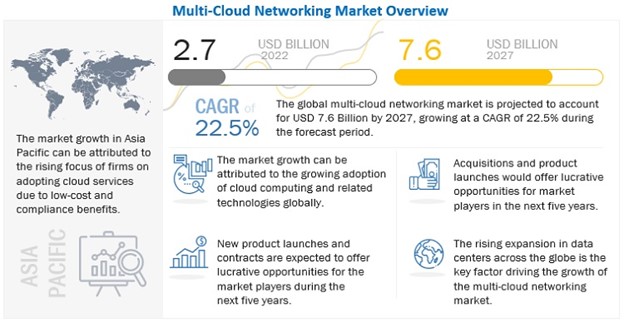 Multi-Cloud Networking Market Overview
2.7
USD BILLION
2022
7.6
USD BILLION
2027
CAGR of
22.5%
The global multi-cloud networking market is projected to account
for USD 7.6 Billion by 2027, growing at a CAGR of 22.5% during
the forecast period.
The market growth in Asia
Pacific can be attributed to
the rising focus of firms on
adopting cloud services
due to low-cost and
compliance benefits.
ASIA
PACIFIC
The market growth can be
attributed to the growing adoption
of cloud computing and related
technologies globally.
Acquisitions and product
launches would offer lucrative
opportunities for market
players in the next five years.
New product launches and
contracts are expected to offer
lucrative opportunities for the
market players during the
next five years.
The rising expansion in data
centers across the globe is the
key factor driving the growth of
the multi-cloud networking
market.